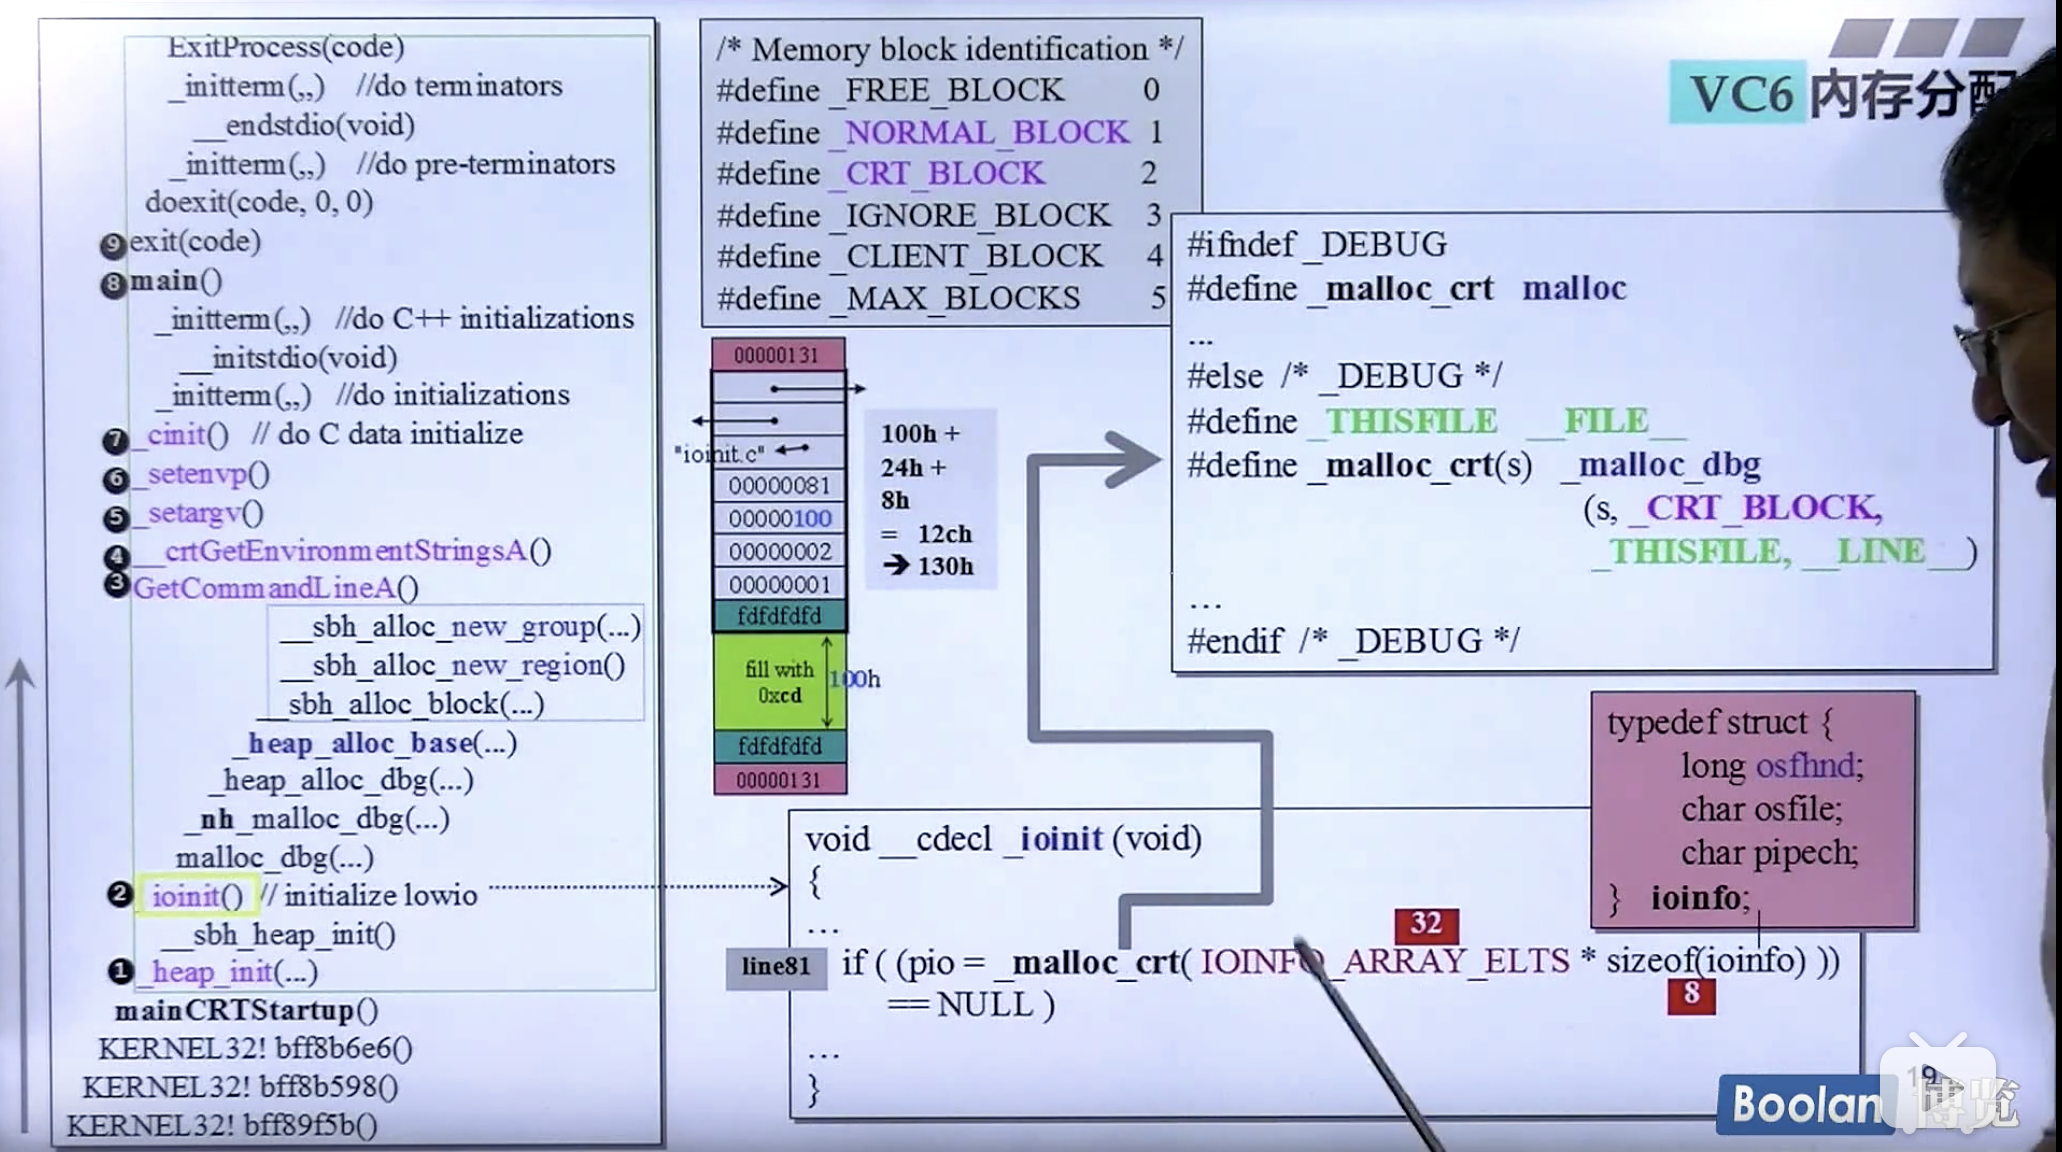 ExitProcess(code)
_initterm(,,) //do terminators
__endstdio(void)
_initterm(,,) //do pre-terminators
doexit(code, 0, 0)
9 exit(code)
8 main()
_initterm(,,) //do C++ initializations
__initstdio(void)
_initterm(,,) //do initializations
7 _cinit() // do C data initialize
6 _setenvp()
5 _setargv()
4 __crtGetEnvironmentStringsA()
3 GetCommandLineA()
__sbh_alloc_new_group(...)
__sbh_alloc_new_region()
__sbh_alloc_block(...)
_heap_alloc_base(...)
_heap_alloc_dbg(...)
_nh_malloc_dbg(...)
_malloc_dbg(...)
2 _ioinit() // initialize lowio
__sbh_heap_init()
1 _heap_init(...)
mainCRTStartup()
KERNEL32! bff8b6e6()
KERNEL32! bff8b598()
KERNEL32! bff89f5b()
/* Memory block identification */
#define _FREE_BLOCK 0
#define _NORMAL_BLOCK 1
#define _CRT_BLOCK 2
#define _IGNORE_BLOCK 3
#define _CLIENT_BLOCK 4
#define _MAX_BLOCKS 5
VC6 内存分配
#ifndef _DEBUG
#define _malloc_crt malloc
...
#else /* _DEBUG */
#define _THISFILE __FILE__
#define _malloc_crt(s) _malloc_dbg
(s, _CRT_BLOCK,
_THISFILE, __LINE__)
...
#endif /* _DEBUG */
00000131
"ioinit.c"
00000081
00000100
00000002
00000001
fdfdfdfd
fill with
0xcd
100h
fdfdfdfd
00000131
100h +
24h +
8h
= 12ch
➔ 130h
typedef struct {
long osfhnd;
char osfile;
char pipech;
} ioinfo;
void __cdecl _ioinit (void)
{
...
32
line81 if ( (pio = _malloc_crt( IOINFO_ARRAY_ELTS * sizeof(ioinfo) ))
8
== NULL )
...
}
19
Boolan 博览